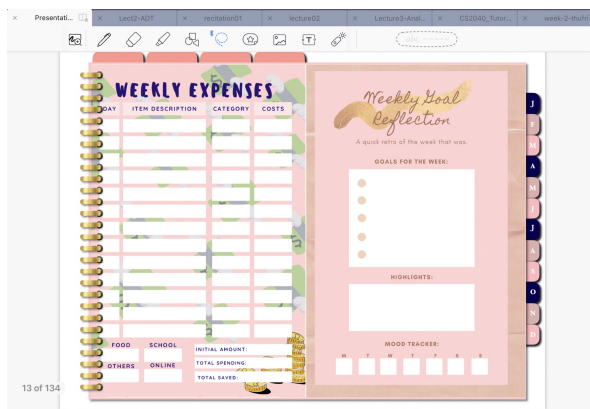 Presentati...
Lect2-ADT
recitation01
lecture02
Lecture3-Anal...
CS2040_Tutor...
week-2-thufri
WEEKLY EXPENSES
DAY ITEM DESCRIPTION CATEGORY COSTS
FOOD SCHOOL
OTHERS ONLINE
INITIAL AMOUNT:
TOTAL SPENDING:
TOTAL SAVED:
Weekly Goal
Reflection
A quick retro of the week that was.
GOALS FOR THE WEEK:
HIGHLIGHTS:
MOOD TRACKER:
M T W T F S S
J
F
M
A
M
J
J
A
S
O
N
D
13 of 134